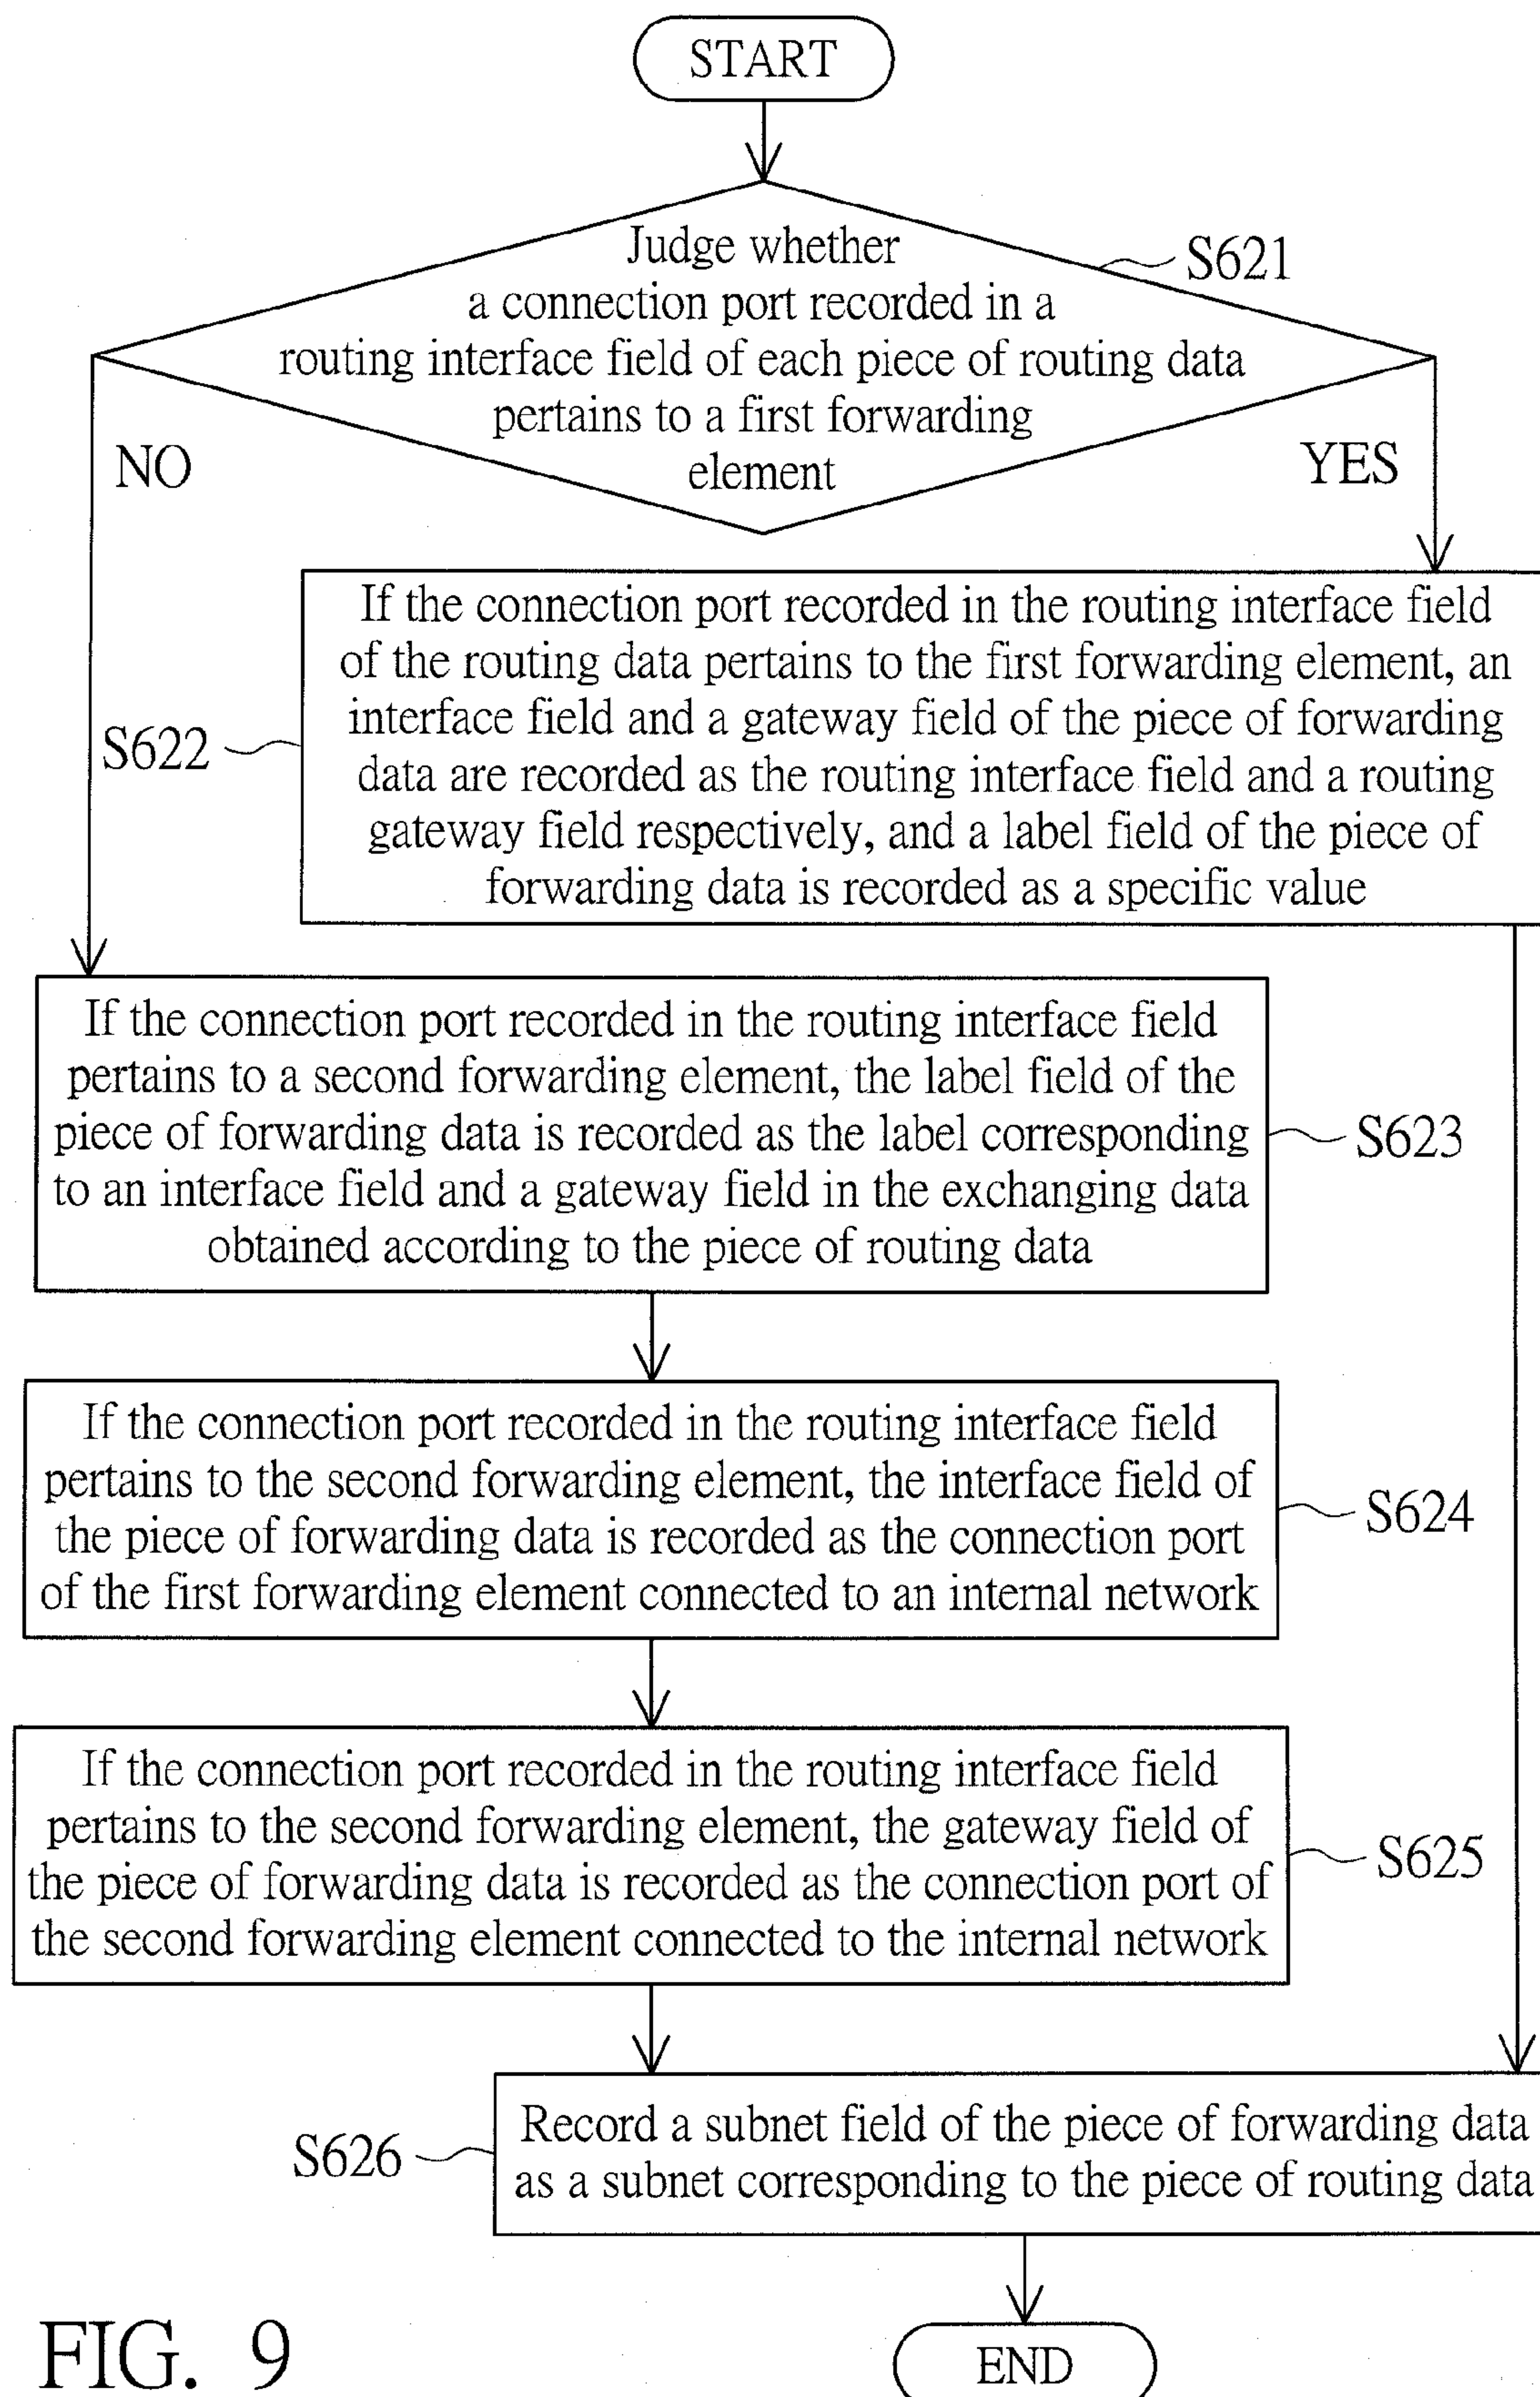 START
Judge whether
a connection port recorded in a
routing interface field of each piece of routing data
pertains to a first forwarding
element
S621
NO
YES
If the connection port recorded in the routing interface field
of the routing data pertains to the first forwarding element, an
interface field and a gateway field of the piece of forwarding
data are recorded as the routing interface field and a routing
gateway field respectively, and a label field of the piece of
forwarding data is recorded as a specific value
S622
If the connection port recorded in the routing interface field
pertains to a second forwarding element, the label field of the
piece of forwarding data is recorded as the label corresponding
to an interface field and a gateway field in the exchanging data
obtained according to the piece of routing data
S623
If the connection port recorded in the routing interface field
pertains to the second forwarding element, the interface field of
the piece of forwarding data is recorded as the connection port
of the first forwarding element connected to an internal network
S624
If the connection port recorded in the routing interface field
pertains to the second forwarding element, the gateway field of
the piece of forwarding data is recorded as the connection port of
the second forwarding element connected to the internal network
S625
Record a subnet field of the piece of forwarding data
as a subnet corresponding to the piece of routing data
S626
END
FIG. 9